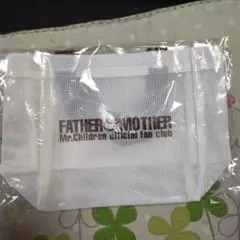 FATHER MOTHER
Mr.Children official fan club